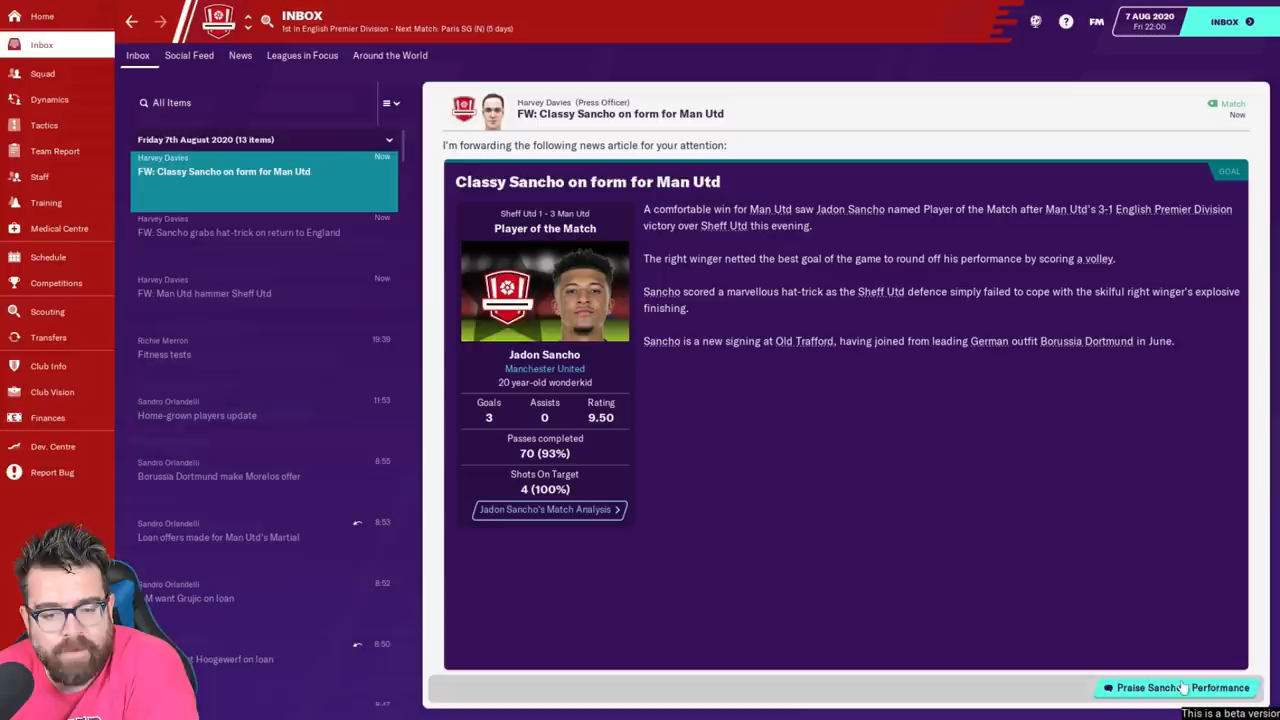 Home
Inbox
Squad
Dynamics
Tactics
Team Report
Staff
Training
Medical Centre
Schedule
Competitions
Scouting
Transfers
Club Info
Club Vision
Finances
Dev. Centre
Report Bug
INBOX
1st in English Premier Division - Next Match: Paris SG (N) (5 days)
FM
7 AUG 2020
Fri 22:00
INBOX
Inbox Social Feed News Leagues in Focus Around the World
All Items
Friday 7th August 2020 (13 items)
Harvey Davies Now
FW: Classy Sancho on form for Man Utd
Harvey Davies Now
FW: Sancho grabs hat-trick on return to England
Harvey Davies Now
FW: Man Utd hammer Sheff Utd
Richie Merron 19:39
Fitness tests
Sandro Orlandelli 11:53
Home-grown players update
Sandro Orlandelli 8:55
Borussia Dortmund make Morelos offer
Sandro Orlandelli 8:53
Loan offers made for Man Utd's Martial
Sandro Orlandelli 8:52
M want Grujic on loan
8:50
Hoogewerf on loan
Harvey Davies (Press Officer)
FW: Classy Sancho on form for Man Utd
Match
Now
I'm forwarding the following news article for your attention:
GOAL
Classy Sancho on form for Man Utd
Sheff Utd 1 - 3 Man Utd
Player of the Match
Jadon Sancho
Manchester United
20 year-old wonderkid
Goals Assists Rating
3 0 9.50
Passes completed
70 (93%)
Shots On Target
4 (100%)
Jadon Sancho's Match Analysis
A comfortable win for Man Utd saw Jadon Sancho named Player of the Match after Man Utd's 3-1 English Premier Division
victory over Sheff Utd this evening.
The right winger netted the best goal of the game to round off his performance by scoring a volley.
Sancho scored a marvellous hat-trick as the Sheff Utd defence simply failed to cope with the skilful right winger's explosive
finishing.
Sancho is a new signing at Old Trafford, having joined from leading German outfit Borussia Dortmund in June.
Praise Sancho Performance
This is a beta version